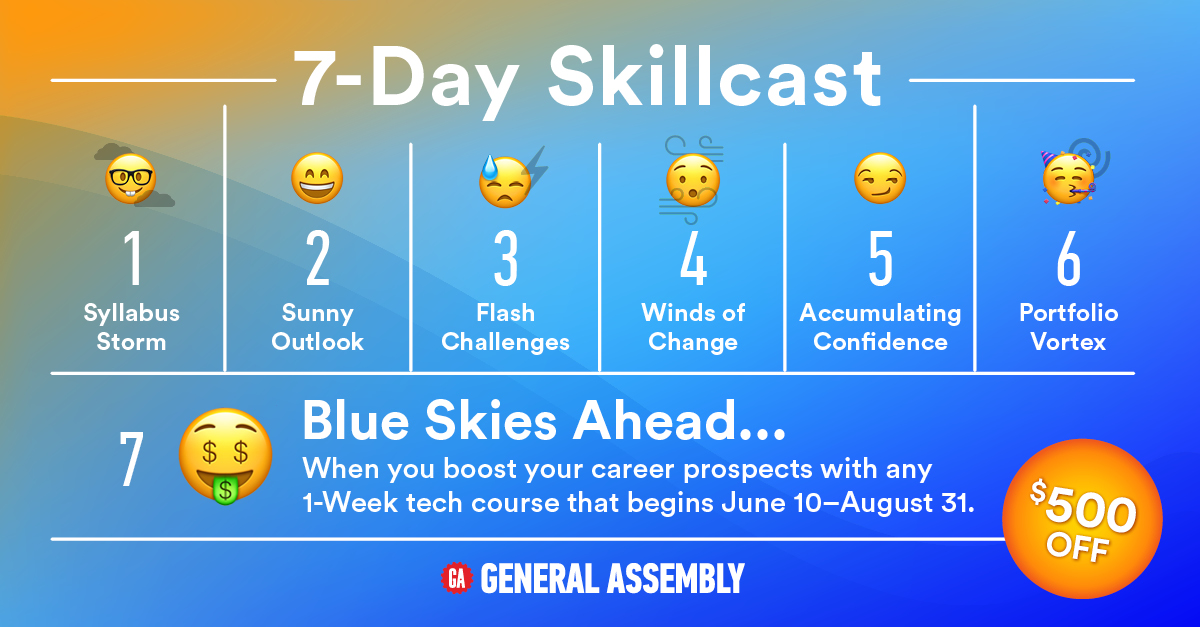 7-Day Skillcast
1
Syllabus
Storm
2
Sunny
Outlook
3
Flash
Challenges
4
Winds of
Change
5
Accumulating
Confidence
6
Portfolio
Vortex
7
$ $
$
Blue Skies Ahead...
When you boost your career prospects with any
1-Week tech course that begins June 10–August 31.
$500
OFF
GA GENERAL ASSEMBLY